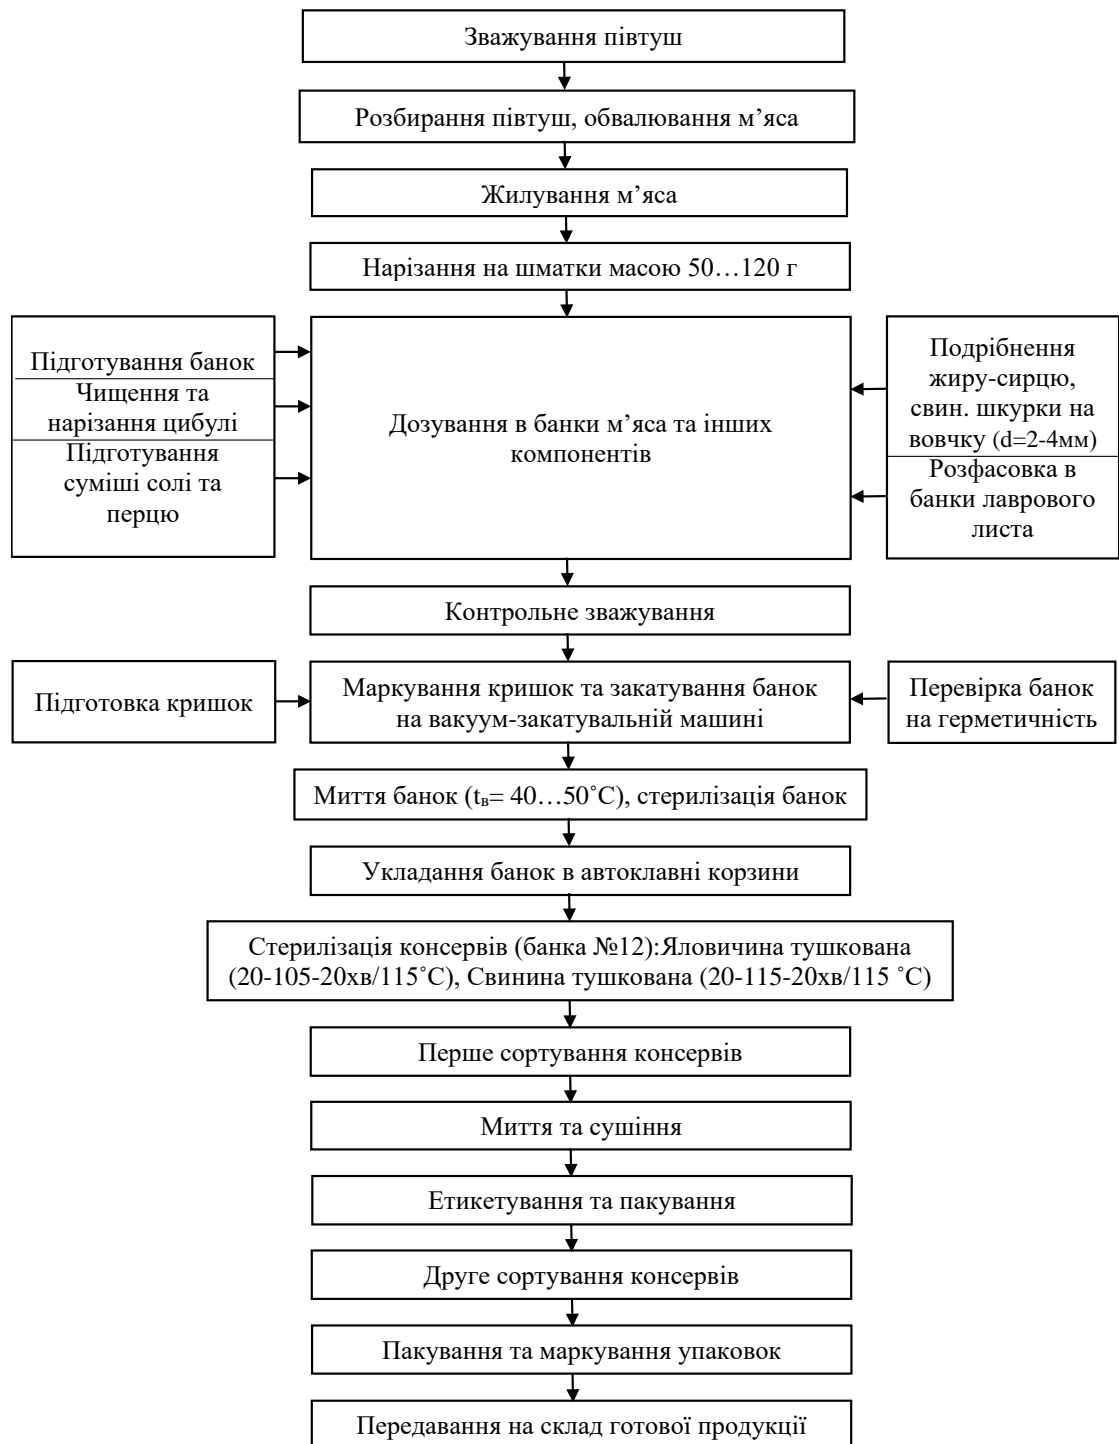 Зважування півтуш
Розбирання півтуш, обвалювання м’яса
Жилування м’яса
Нарізання на шматки масою 50…120 г
Підготування банок
Чищення та
нарізання цибулі
Підготування
суміші солі та
перцю
Дозування в банки м’яса та інших
компонентів
Подрібнення
жиру-сирцю,
свин. шкурки на
вовчку (d=2-4мм)
Розфасовка в
банки лаврового
листа
Контрольне зважування
Підготовка кришок
Маркування кришок та закатування банок
на вакуум-закатувальній машині
Перевірка банок
на герметичність
Миття банок (tв= 40…50˚С), стерилізація банок
Укладання банок в автоклавні корзини
Стерилізація консервів (банка №12):Яловичина тушкована
(20-105-20хв/115˚С), Свинина тушкована (20-115-20хв/115 ˚С)
Перше сортування консервів
Миття та сушіння
Етикетування та пакування
Друге сортування консервів
Пакування та маркування упаковок
Передавання на склад готової продукції